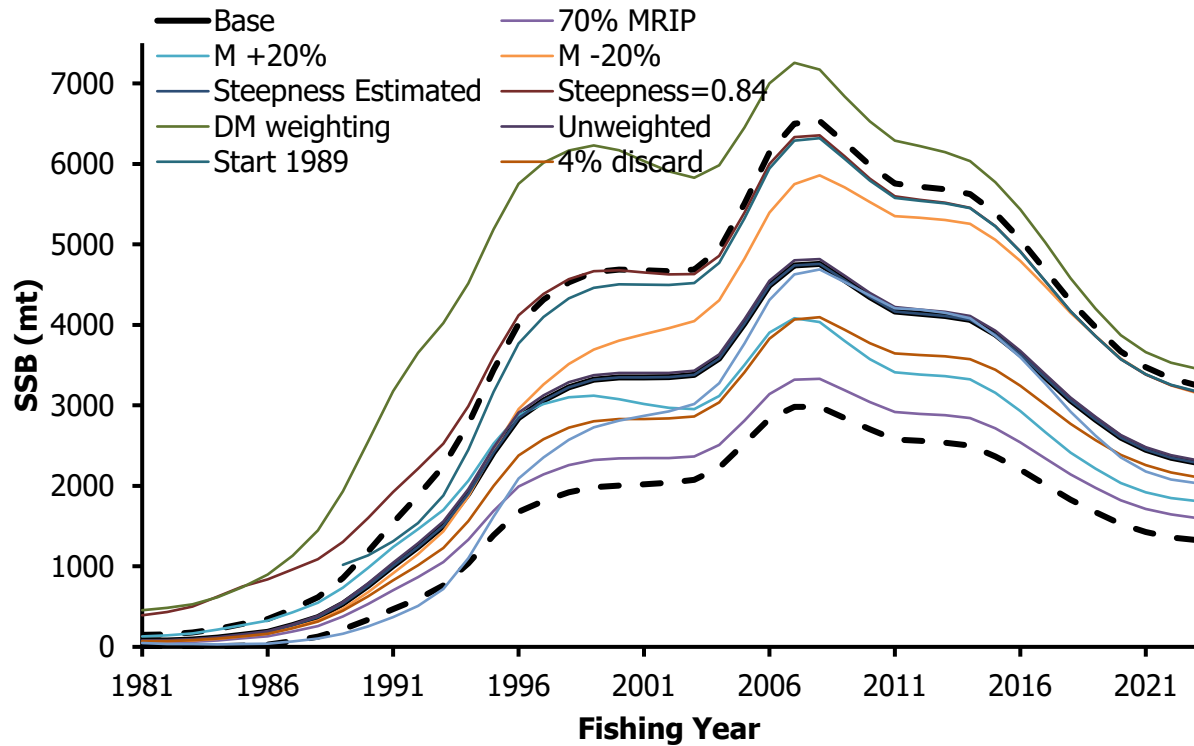 Base 70% MRIP
M +20% M -20%
Steepness Estimated Steepness=0.84
DM weighting Unweighted
Start 1989 4% discard
7000
6000
5000
4000
3000
2000
1000
0
SSB (mt)
1981 1986 1991 1996 2001 2006 2011 2016 2021
Fishing Year